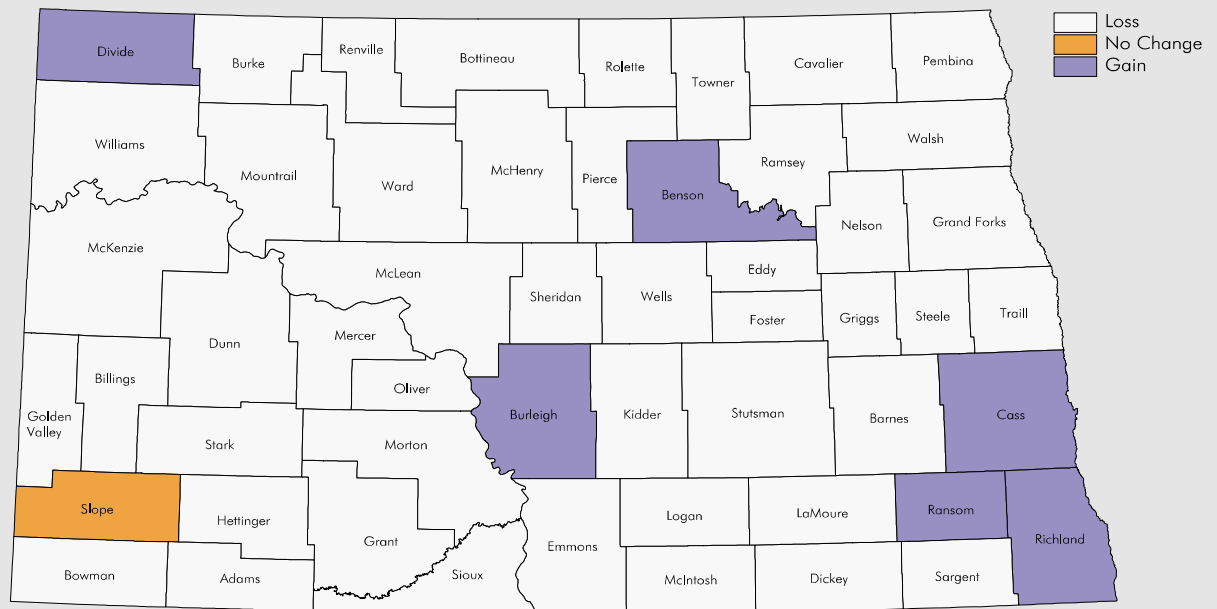 Loss
No Change
Gain
Divide
Burke
Renville
Bottineau
Rolette
Towner
Cavalier
Pembina
Williams
Mountrail
Ward
McHenry
Pierce
Benson
Ramsey
Walsh
Nelson
Grand Forks
McKenzie
McLean
Sheridan
Wells
Eddy
Foster
Griggs
Steele
Traill
Dunn
Mercer
Oliver
Billings
Golden
Valley
Stark
Morton
Burleigh
Kidder
Stutsman
Barnes
Cass
Slope
Hettinger
Grant
Sioux
Emmons
Logan
LaMoure
Ransom
Richland
Bowman
Adams
McIntosh
Dickey
Sargent